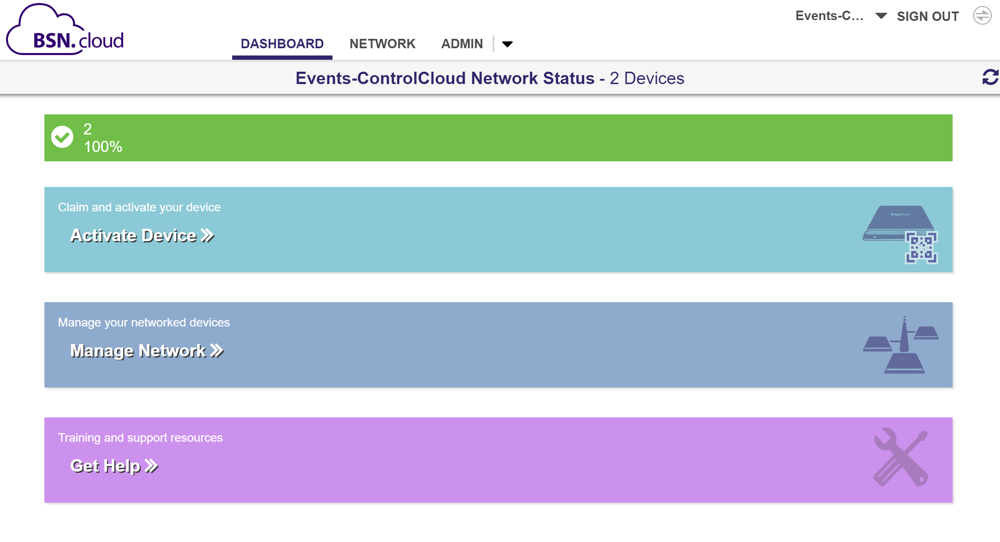 BSN.cloud
Events-C...
SIGN OUT
DASHBOARD
NETWORK
ADMIN
Events-ControlCloud Network Status - 2 Devices
2
100%
Claim and activate your device
Activate Device
BrightSign
Manage your networked devices
Manage Network
Training and support resources
Get Help